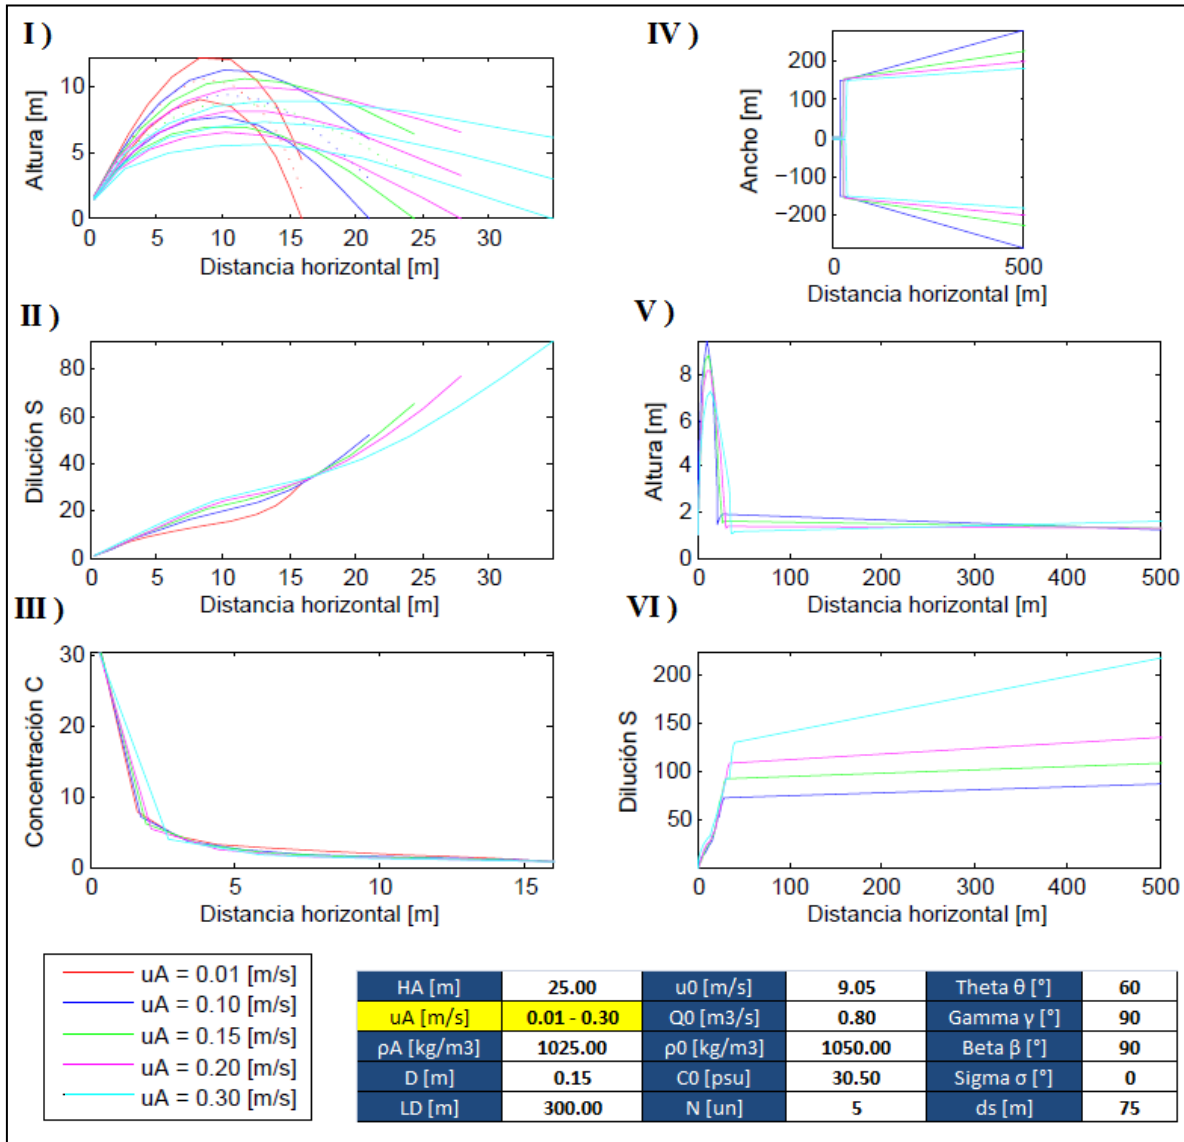 I )
10
5
0
Altura [m]
0 5 10 15 20 25 30
Distancia horizontal [m]
IV )
200
100
0
−100
−200
Ancho [m]
0 500
Distancia horizontal [m]
II )
80
60
40
20
0
Dilución S
0 5 10 15 20 25 30
Distancia horizontal [m]
V )
8
6
4
2
0
Altura [m]
0 100 200 300 400 500
Distancia horizontal [m]
III )
30
20
10
0
Concentración C
0 5 10 15
Distancia horizontal [m]
VI )
200
150
100
50
Dilución S
0 100 200 300 400 500
Distancia horizontal [m]
uA = 0.01 [m/s]
uA = 0.10 [m/s]
uA = 0.15 [m/s]
uA = 0.20 [m/s]
uA = 0.30 [m/s]
HA [m] 25.00 u0 [m/s] 9.05 Theta θ [°] 60
uA [m/s] 0.01 - 0.30 Q0 [m3/s] 0.80 Gamma γ [°] 90
ρA [kg/m3] 1025.00 ρ0 [kg/m3] 1050.00 Beta β [°] 90
D [m] 0.15 C0 [psu] 30.50 Sigma σ [°] 0
LD [m] 300.00 N [un] 5 ds [m] 75